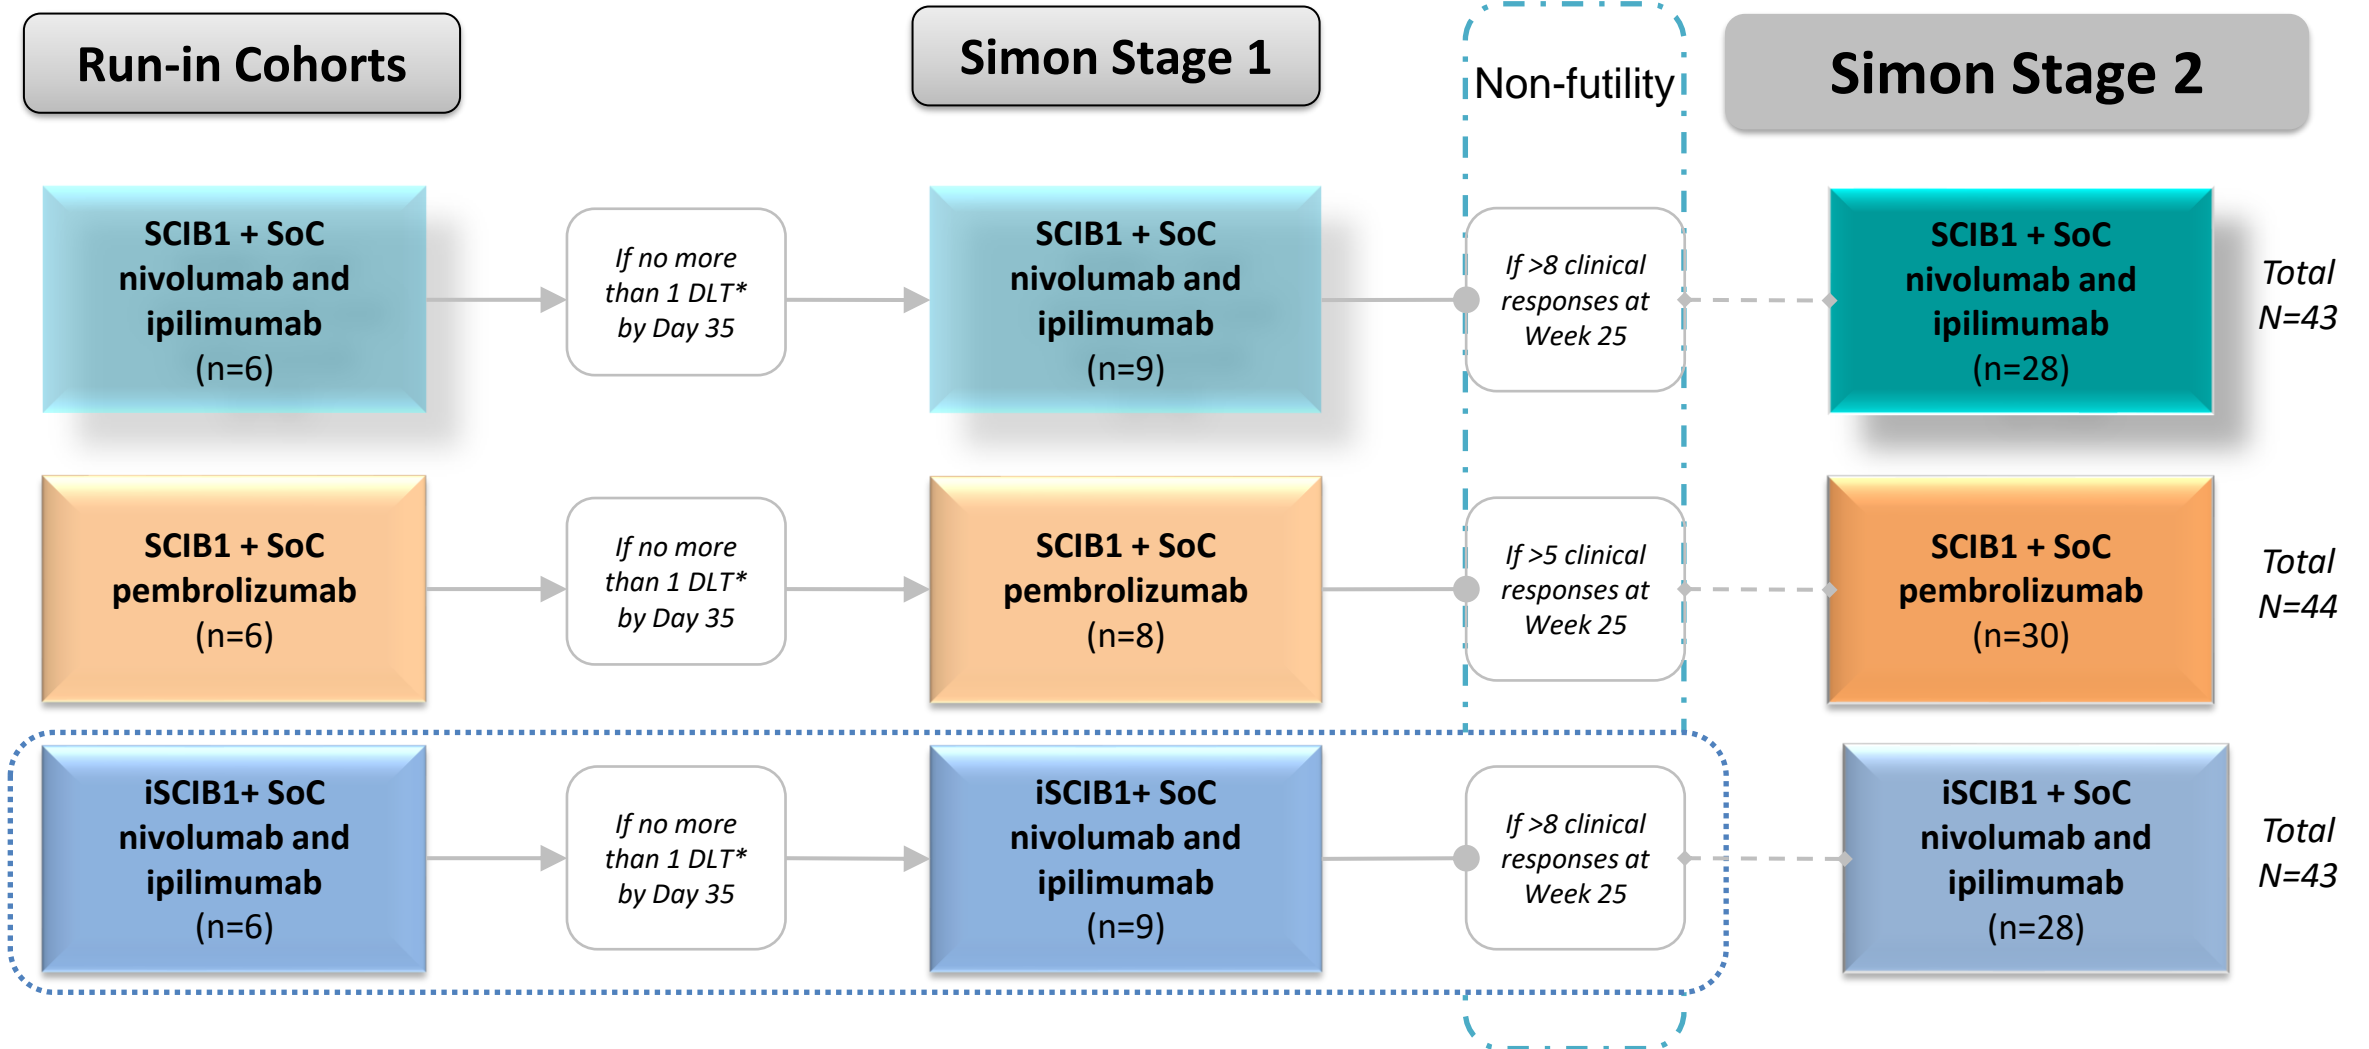 Run-in Cohorts
Simon Stage 1
Non-futility
Simon Stage 2
SCIB1 + SoC
nivolumab and
ipilimumab
(n=6)
If no more
than 1 DLT*
by Day 35
SCIB1 + SoC
nivolumab and
ipilimumab
(n=9)
If >8 clinical
responses at
Week 25
SCIB1 + SoC
nivolumab and
ipilimumab
(n=28)
Total
N=43
SCIB1 + SoC
pembrolizumab
(n=6)
If no more
than 1 DLT*
by Day 35
SCIB1 + SoC
pembrolizumab
(n=8)
If >5 clinical
responses at
Week 25
SCIB1 + SoC
pembrolizumab
(n=30)
Total
N=44
iSCIB1+ SoC
nivolumab and
ipilimumab
(n=6)
If no more
than 1 DLT*
by Day 35
iSCIB1+ SoC
nivolumab and
ipilimumab
(n=9)
If >8 clinical
responses at
Week 25
iSCIB1 + SoC
nivolumab and
ipilimumab
(n=28)
Total
N=43